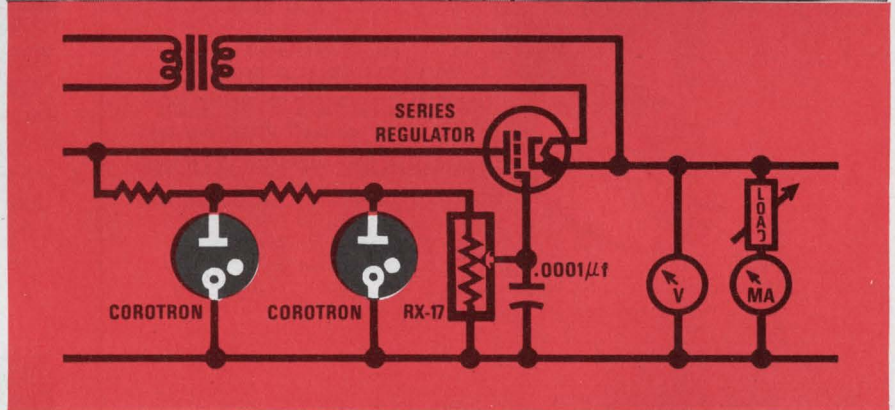 SERIES
REGULATOR
LOAD
.0001μf
COROTRON
COROTRON
RX-17
V
MA